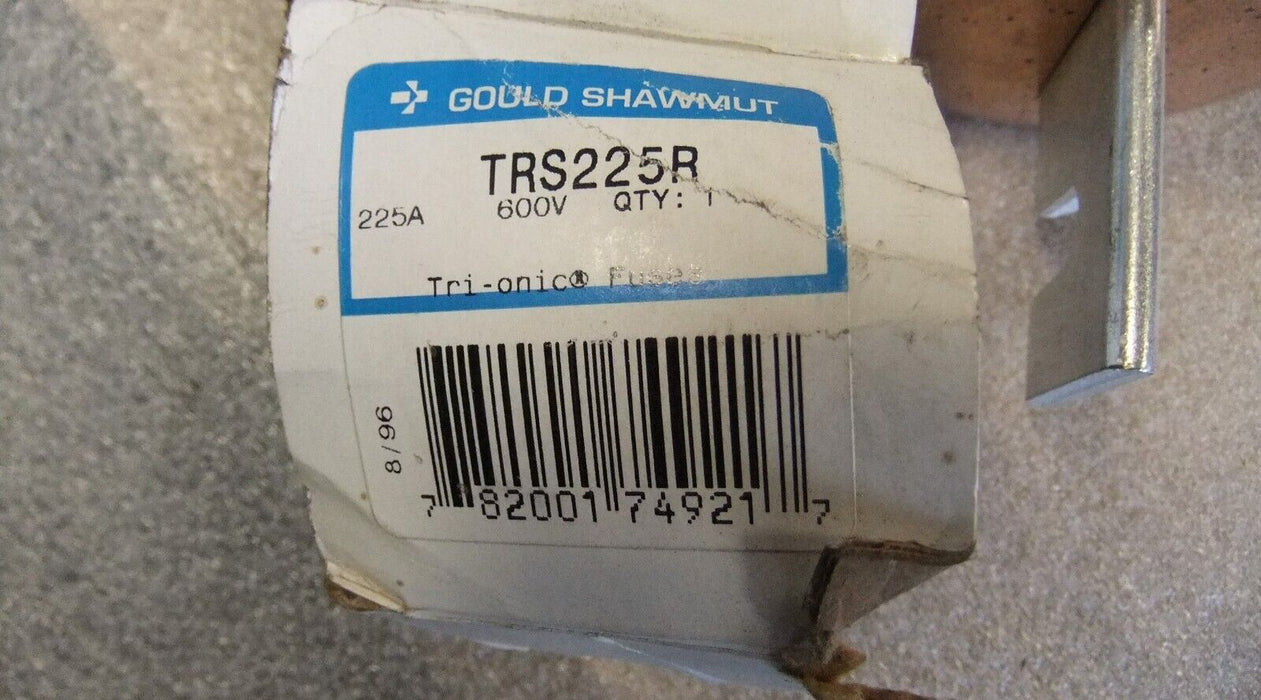 GOULD SHAWMUT
TRS225R
225A 600V QTY: 1
Tri-onic® Fuses
8/96
7 82001 74921 7